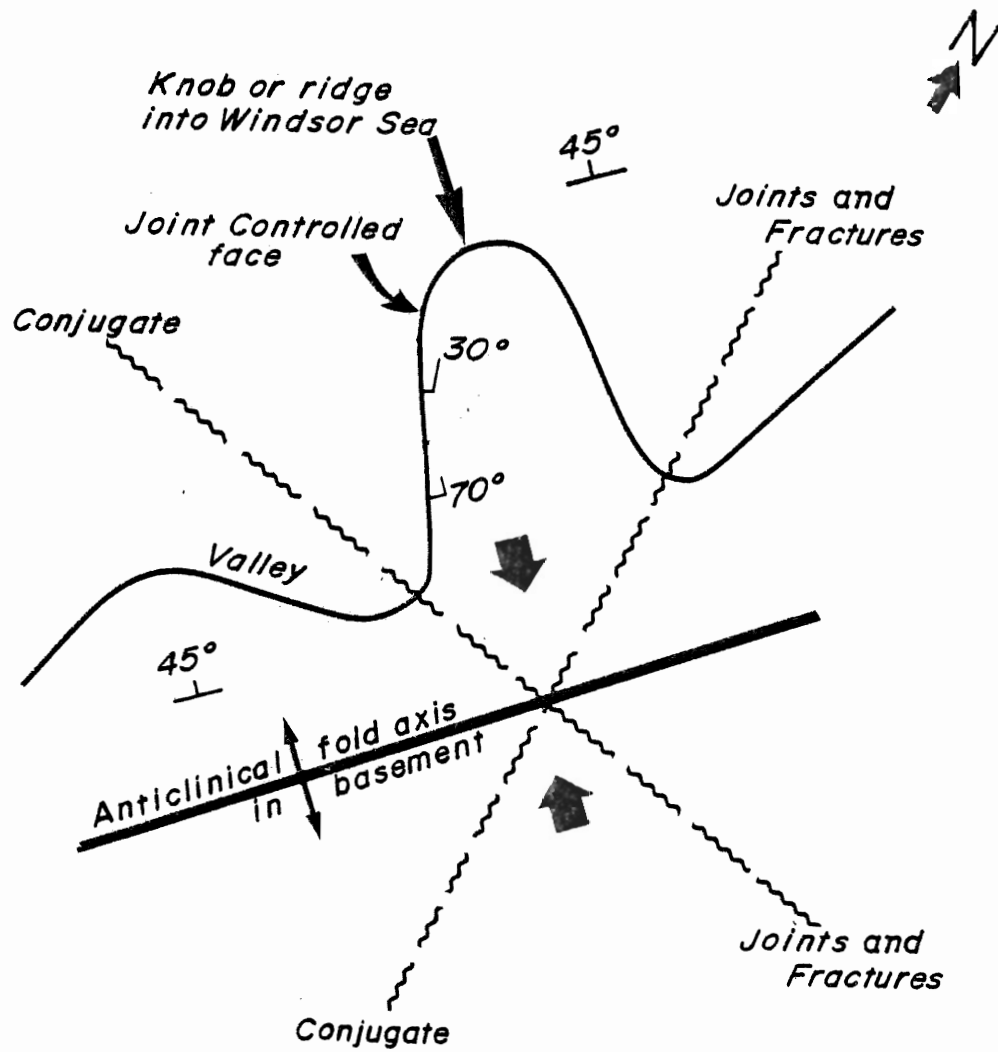 N
Knob or ridge
into Windsor Sea
45°
Joints and
Fractures
Joint Controlled
face
Conjugate
30°
70°
Valley
45°
Anticlinical fold axis
in basement
Joints and
Fractures
Conjugate